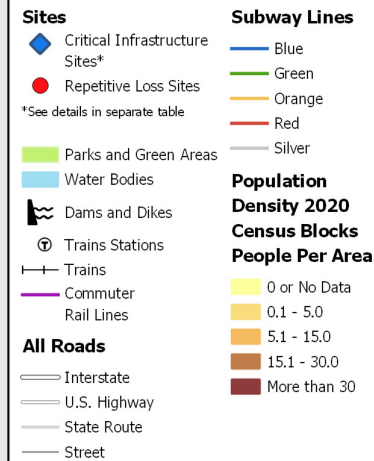 Sites
Critical Infrastructure
Sites*
Repetitive Loss Sites
*See details in separate table
Parks and Green Areas
Water Bodies
Dams and Dikes
T
Trains Stations
Trains
Commuter
Rail Lines
All Roads
Interstate
U.S. Highway
State Route
Street
Subway Lines
Blue
Green
Orange
Red
Silver
Population
Density 2020
Census Blocks
People Per Area
0 or No Data
0.1 - 5.0
5.1 - 15.0
15.1 - 30.0
More than 30